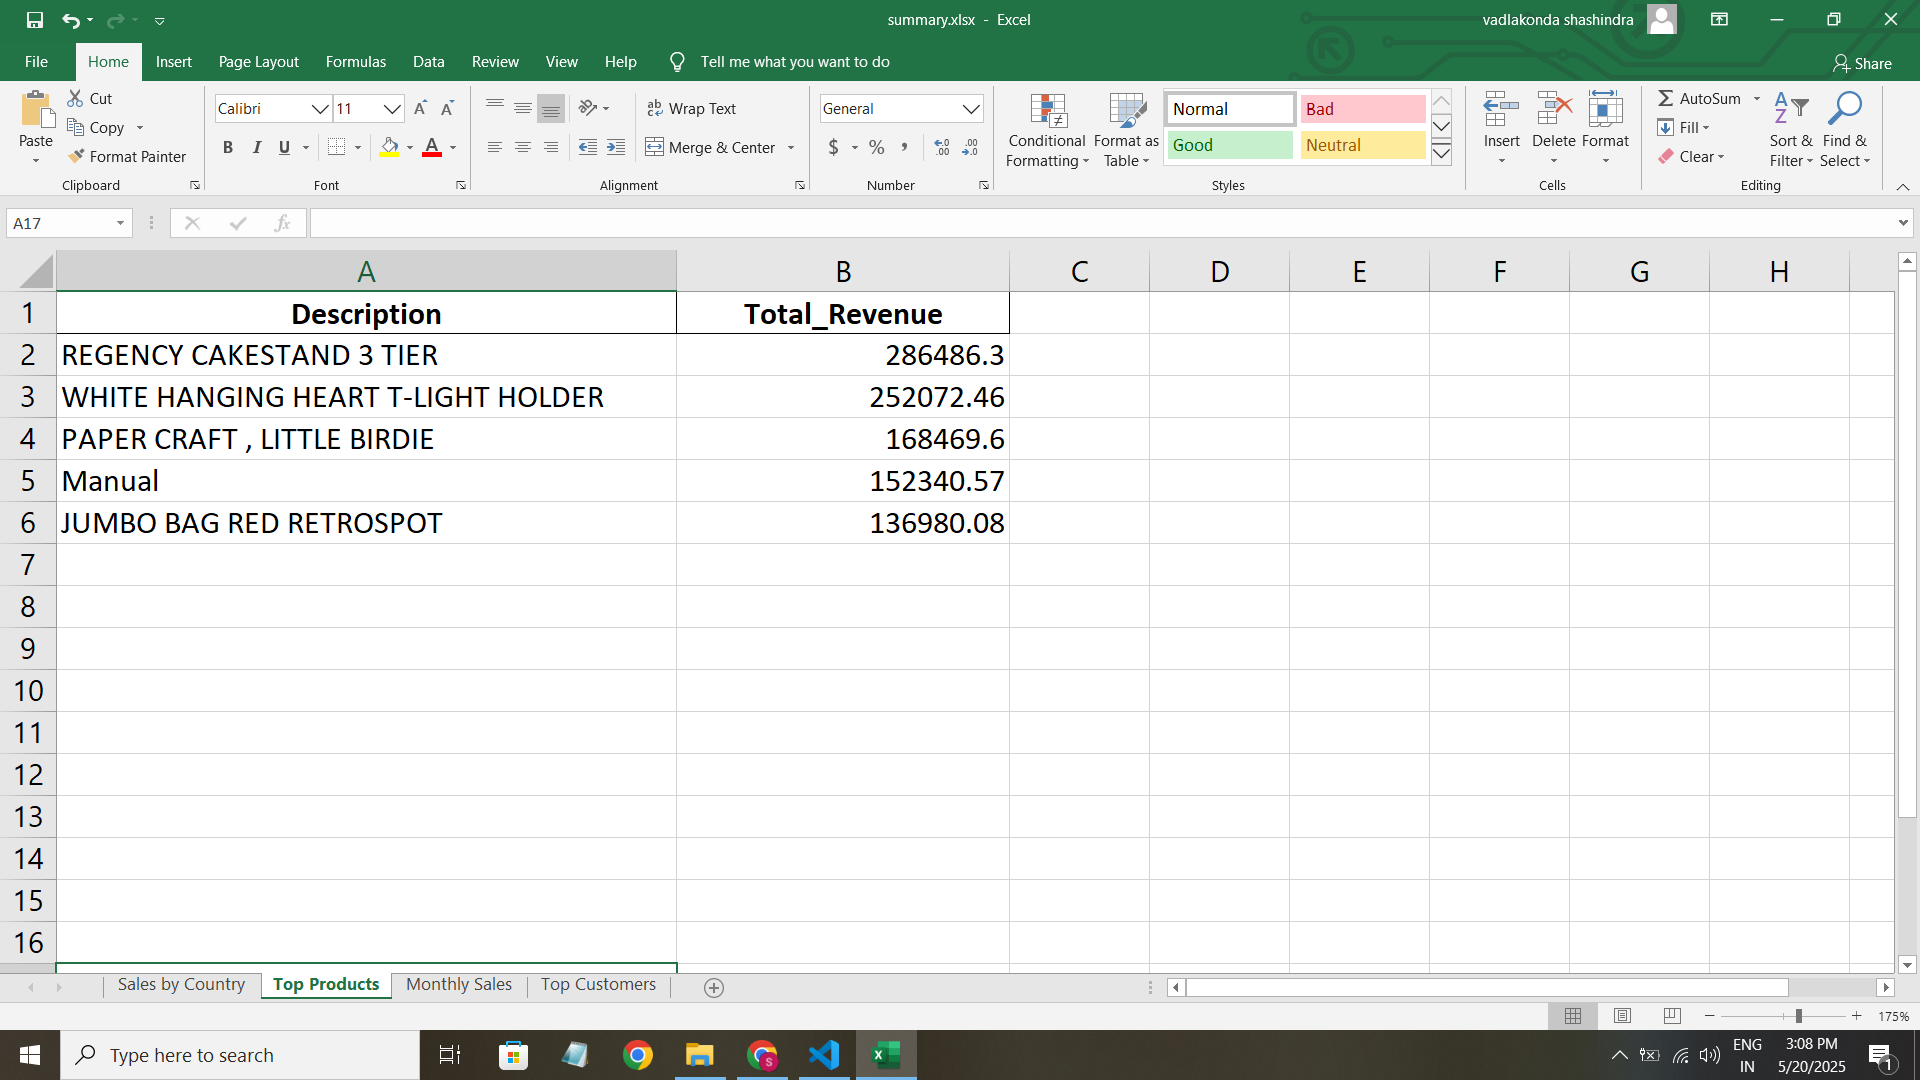 summary.xlsx - Excel
vadlakonda shashindra
File Home Insert Page Layout Formulas Data Review View Help Tell me what you want to do Share
Paste
Cut
Copy
Format Painter
Clipboard
Calibri 11
B I U
Font
Wrap Text
Merge & Center
Alignment
General
$ % ,
Number
Conditional Formatting
Format as Table
Normal Bad
Good Neutral
Styles
Insert Delete Format
Cells
AutoSum
Fill
Clear
Sort & Filter
Find & Select
Editing
A17 fx
A B C D E F G H
1 Description Total_Revenue
2 REGENCY CAKESTAND 3 TIER 286486.3
3 WHITE HANGING HEART T-LIGHT HOLDER 252072.46
4 PAPER CRAFT , LITTLE BIRDIE 168469.6
5 Manual 152340.57
6 JUMBO BAG RED RETROSPOT 136980.08
7
8
9
10
11
12
13
14
15
16
Sales by Country Top Products Monthly Sales Top Customers
175%
Type here to search
ENG
IN
3:08 PM
5/20/2025
1